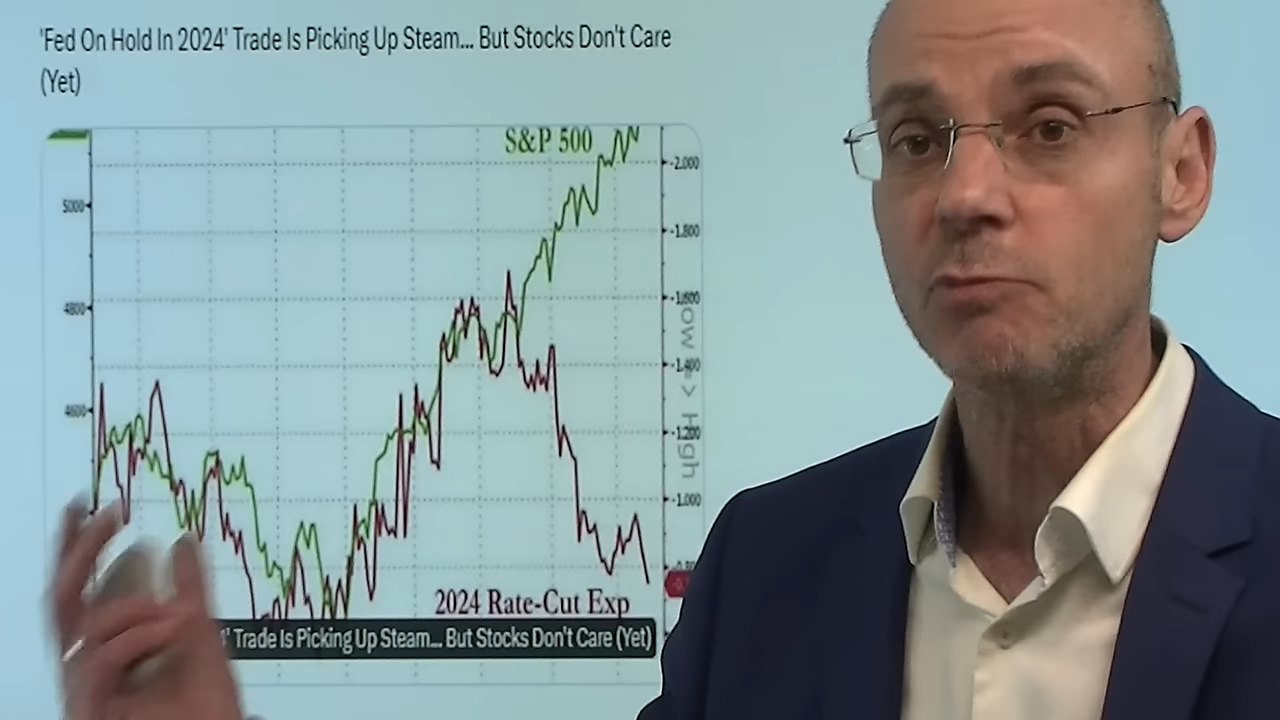 'Fed On Hold In 2024' Trade Is Picking Up Steam... But Stocks Don't Care
(Yet)
S&P 500
5000
4800
4600
-2.000
-1.800
-1.600
-1.400
-1.200
-1.000
Low > High
2024 Rate-Cut Exp
' Trade Is Picking Up Steam... But Stocks Don't Care (Yet)